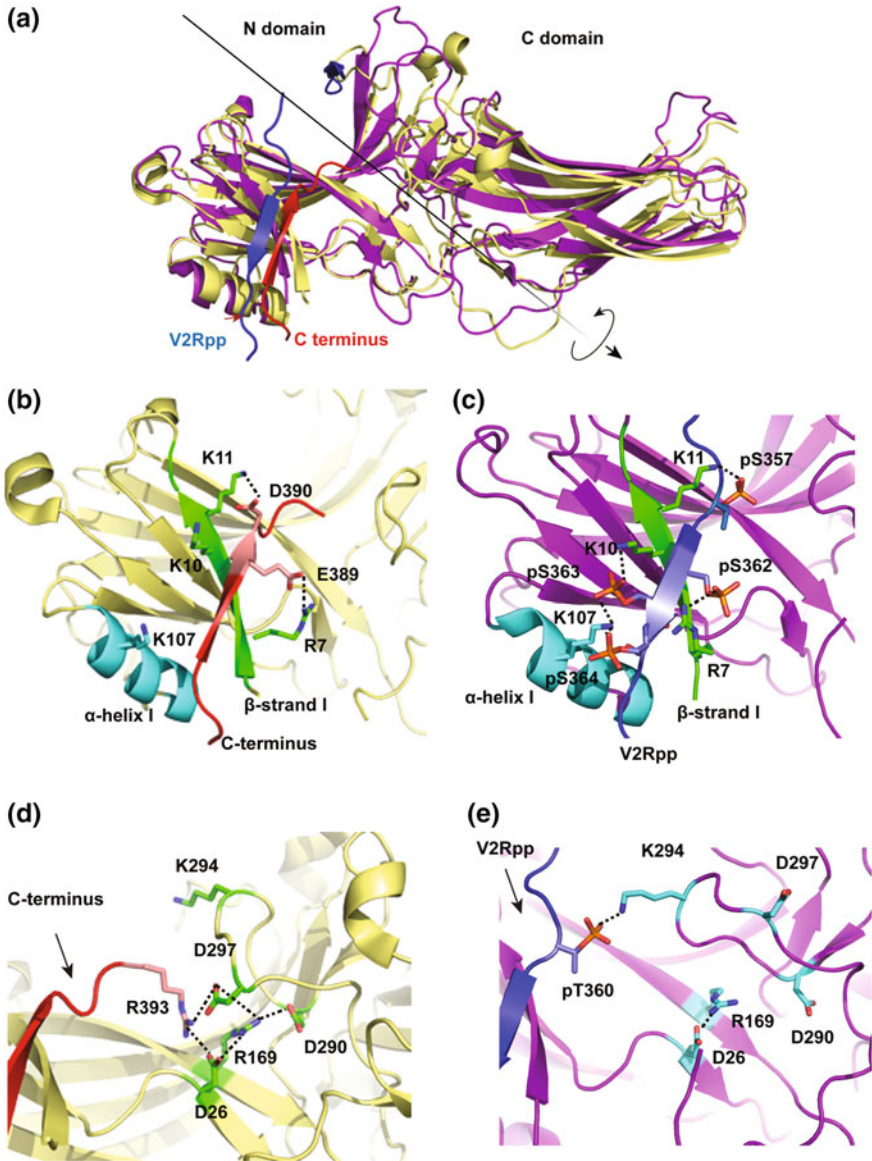 (a)
N domain
C domain
V2Rpp
C terminus
(b)
K11
D390
K10
E389
K107
R7
α-helix I
β-strand I
C-terminus
(c)
K11
pS357
K10
pS363
pS362
K107
pS364
R7
α-helix I
β-strand I
V2Rpp
(d)
K294
C-terminus
D297
R393
R169
D290
D26
(e)
V2Rpp
K294
D297
pT360
R169
D290
D26